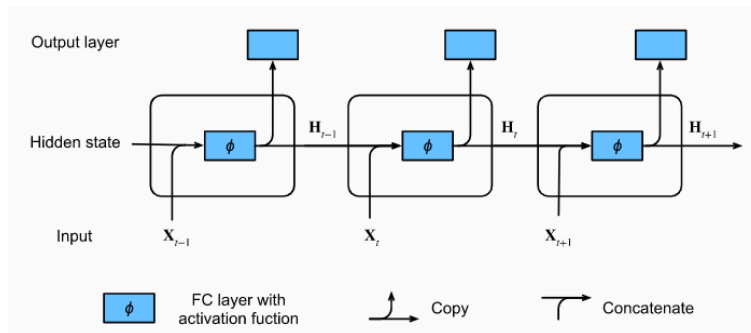 Output layer
Hidden state
ϕ
H_{t−1}
ϕ
H_t
ϕ
H_{t+1}
Input
X_{t−1}
X_t
X_{t+1}
ϕ
FC layer with
activation fuction
Copy
Concatenate